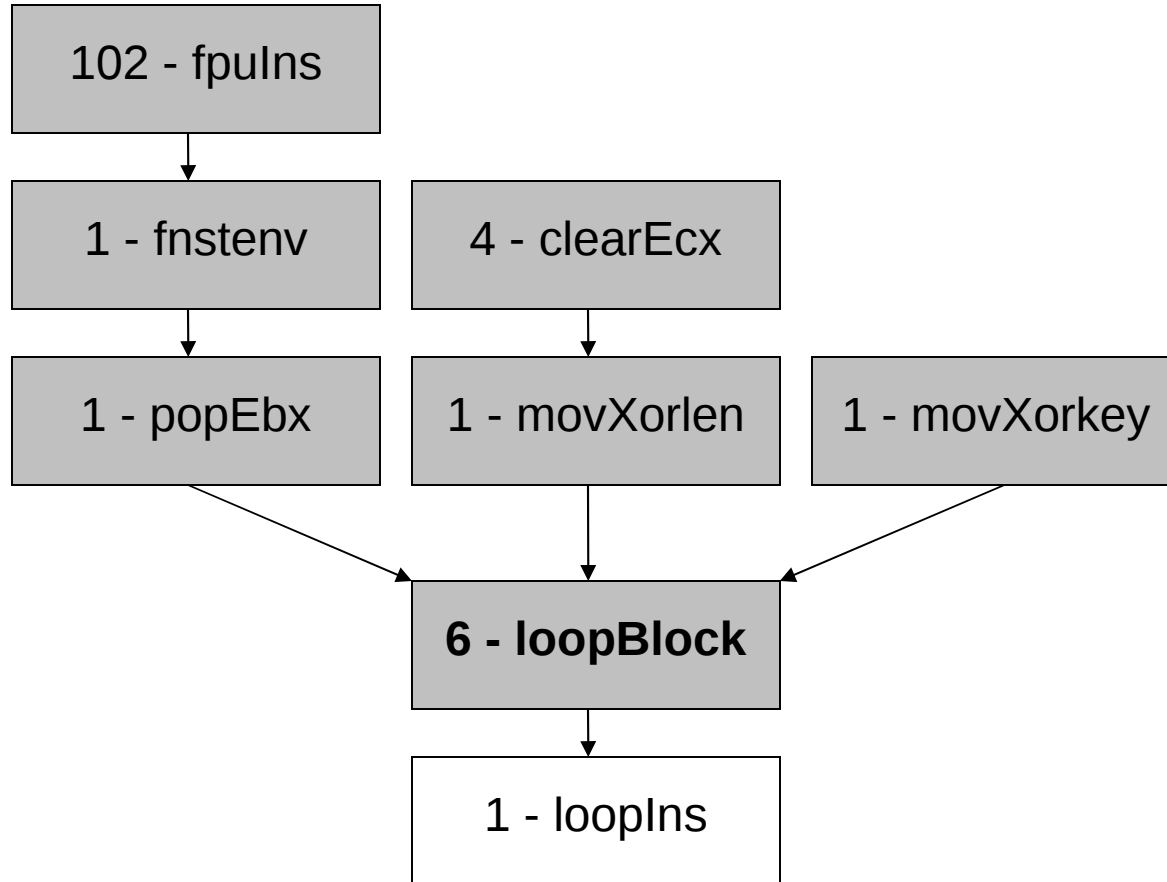 102 - fpuIns
1 - fnstenv
4 - clearEcx
1 - popEbx
1 - movXorlen
1 - movXorkey
6 - loopBlock
1 - loopIns